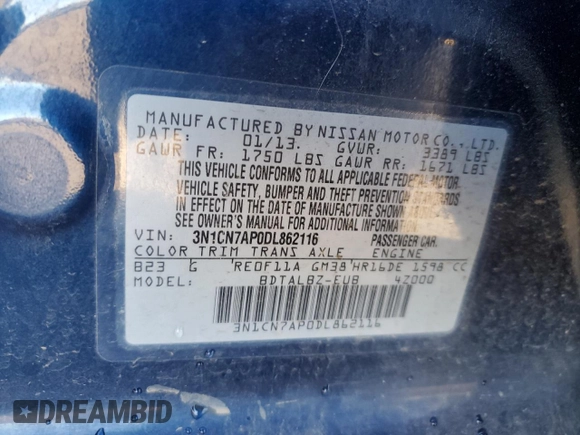 MANUFACTURED BY NISSAN MOTOR CO., LTD.
DATE: 01/13. GVWR: 3389 LBS
GAWR FR: 1750 LBS GAWR RR: 1671 LBS
THIS VEHICLE CONFORMS TO ALL APPLICABLE FEDERAL MOTOR
VEHICLE SAFETY, BUMPER AND THEFT PREVENTION STANDARDS
IN EFFECT ON THE DATE OF MANUFACTURE SHOWN
SEE OWNER'S MANUAL FOR ADDITIONAL INFORMATION
VIN: 3N1CN7AP0DL862116 PASSENGER CAR.
COLOR TRIM TRANS AXLE ENGINE
B23 G RE0F11A GM38 HR16DE 1598 CC
BDTALBZ-EUB 4Z000
3N1CN7AP0DL862116
DREAMBID